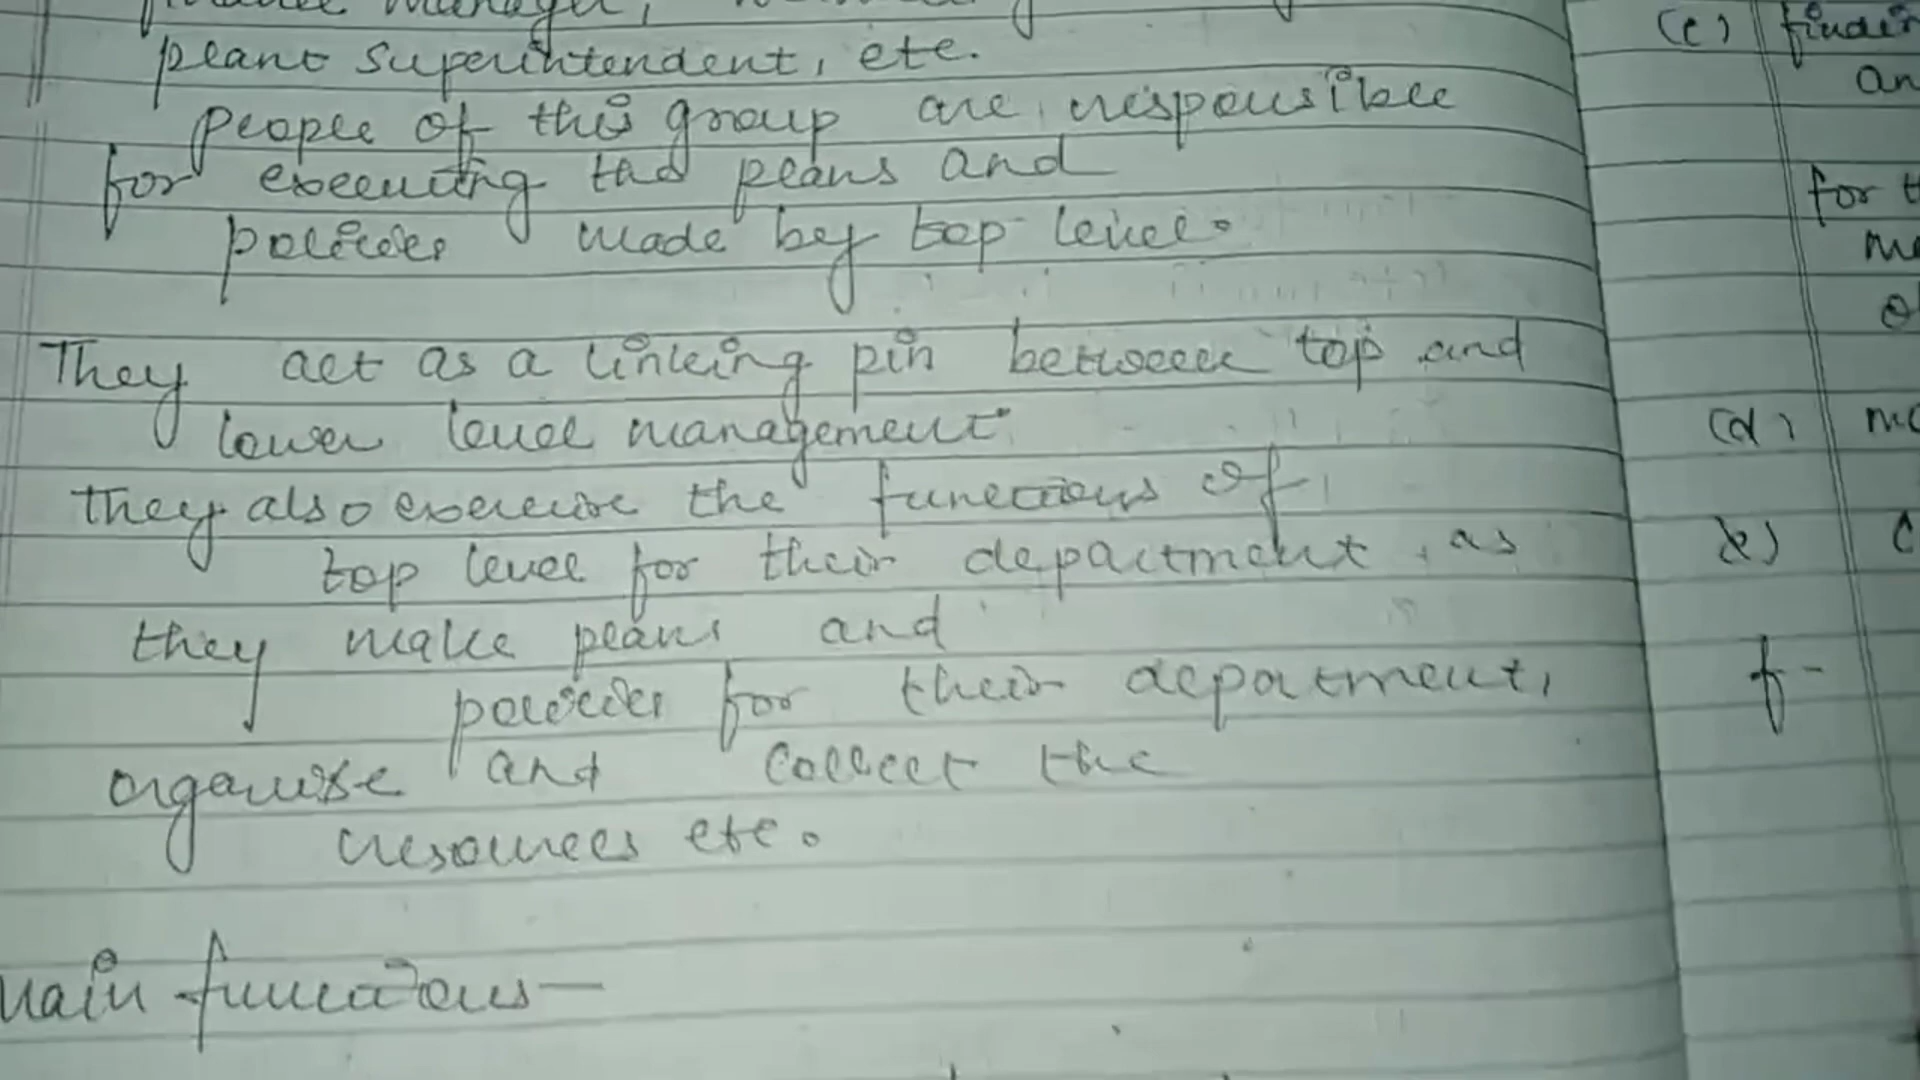 manager,
plant superintendent, etc.
people of this group are responsible
for executing the plans and
policies made by top level.
They act as a linking pin between top and
lower level management
They also exercise the functions of
top level for their department, as
they make plans and
policies for their department,
organise and collect the
resources etc.
Main functions—
(c)
an
for
(d)
b)
f-